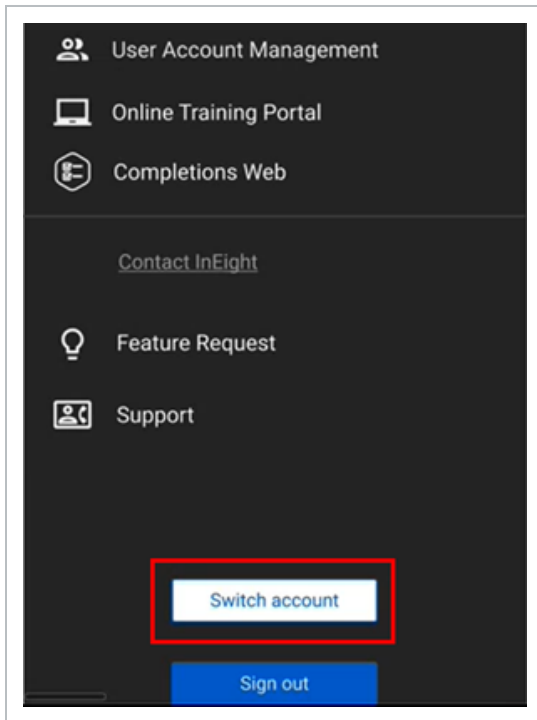 User Account Management
Online Training Portal
Completions Web
Contact InEight
Feature Request
Support
Switch account
Sign out